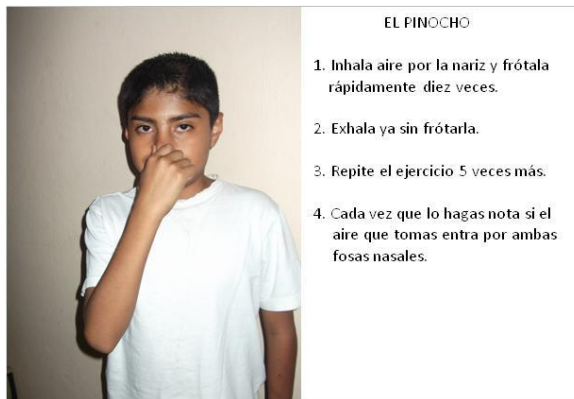 EL PINOCHO
1. Inhala aire por la nariz y frótala
rápidamente diez veces.
2. Exhala ya sin frótarla.
3. Repite el ejercicio 5 veces más.
4. Cada vez que lo hagas nota si el
aire que tomas entra por ambas
fosas nasales.